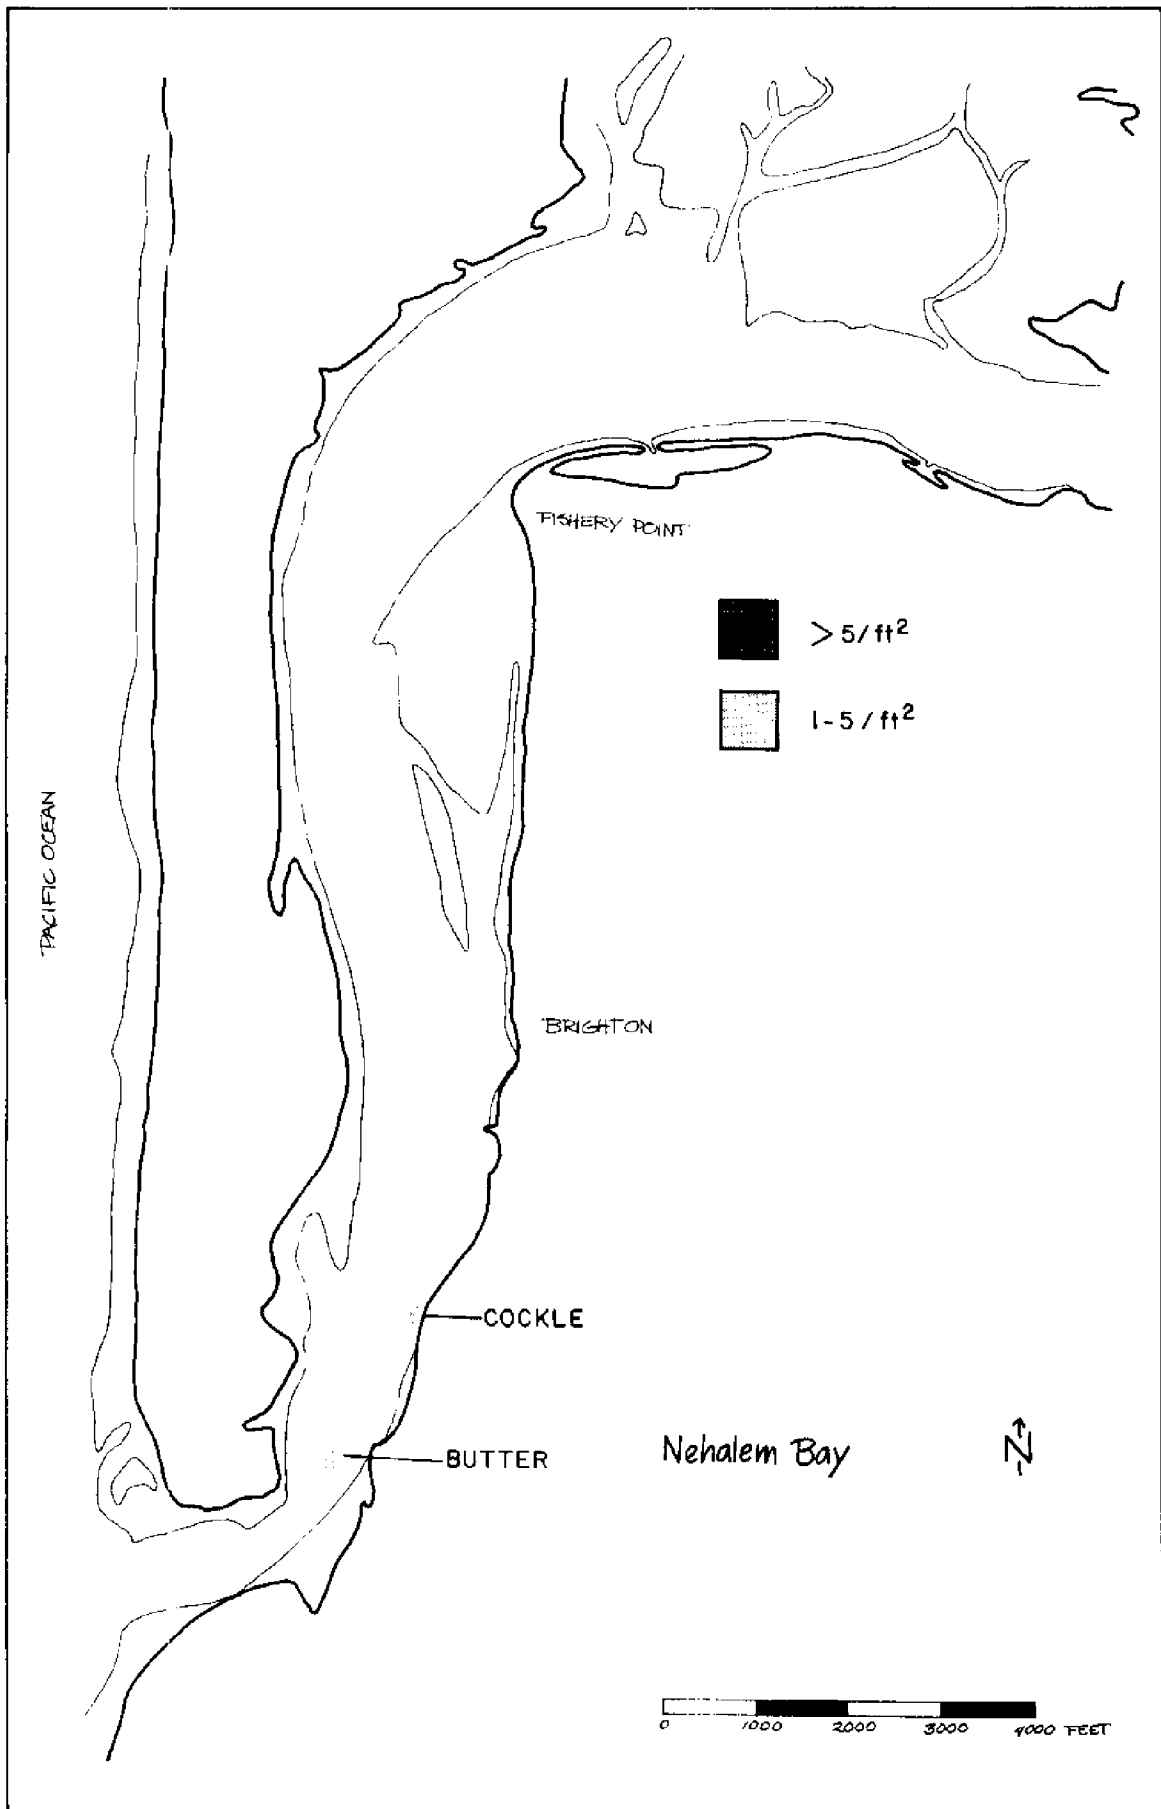 FISHERY POINT
>5/ft²
1-5/ft²
PACIFIC OCEAN
BRIGHTON
COCKLE
BUTTER
Nehalem Bay
N
0 1000 2000 3000 4000 FEET